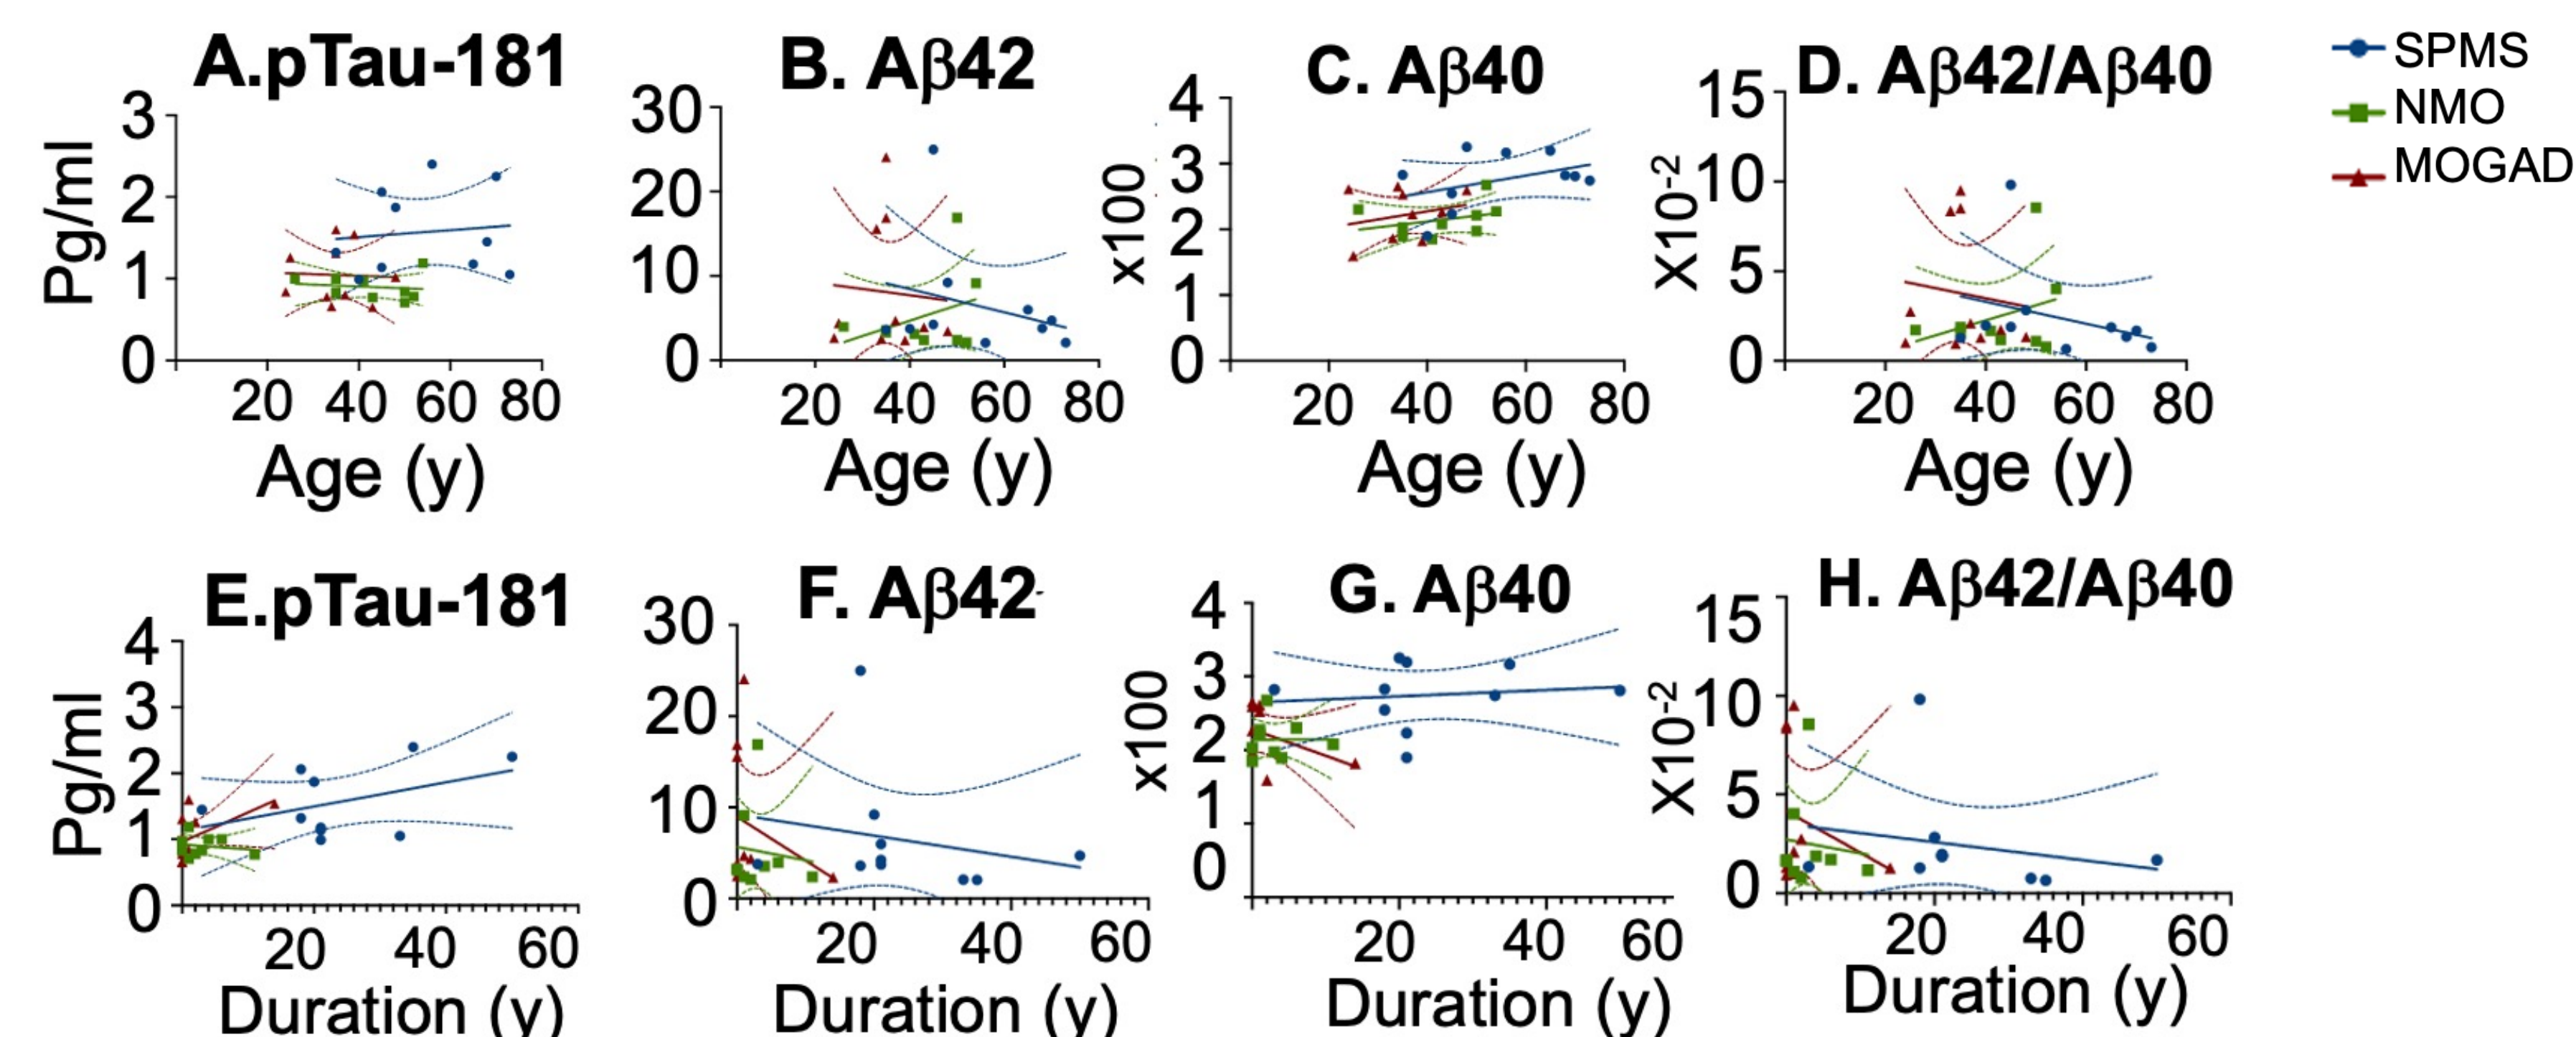 A.pTau-181
B. Aβ42
C. Aβ40
D. Aβ42/Aβ40
SPMS
NMO
MOGAD
Pg/ml
3
2
1
0
20 40 60 80
Age (y)
30
20
10
0
20 40 60 80
Age (y)
x100
4
3
2
1
0
20 40 60 80
Age (y)
X10-2
15
10
5
0
20 40 60 80
Age (y)
E.pTau-181
F. Aβ42
G. Aβ40
H. Aβ42/Aβ40
Pg/ml
4
3
2
1
0
20 40 60
Duration (y)
30
20
10
0
20 40 60
Duration (y)
x100
4
3
2
1
0
20 40 60
Duration (y)
X10-2
15
10
5
0
20 40 60
Duration (y)